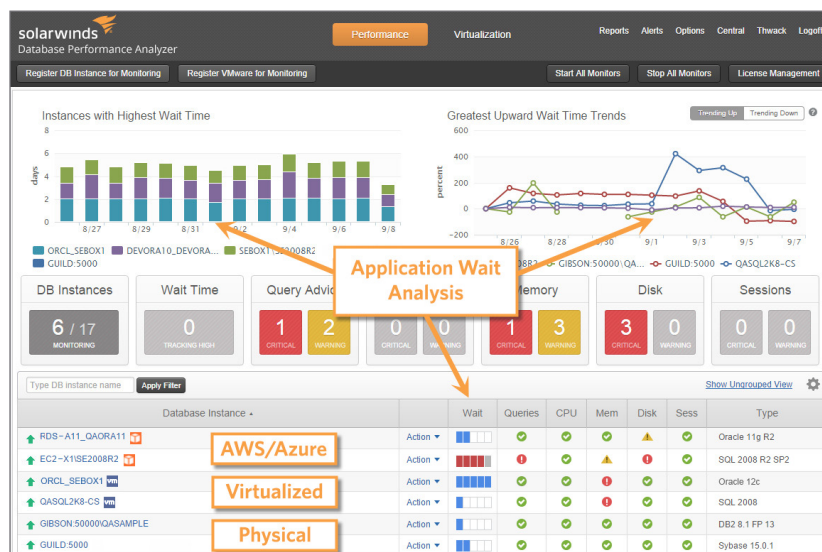 solarwinds
Database Performance Analyzer
Performance Virtualization Reports Alerts Options Central Thwack Logoff
Register DB Instance for Monitoring Register VMware for Monitoring Start All Monitors Stop All Monitors License Management
Instances with Highest Wait Time
8
6
4
2
0
days
8/27 8/29 8/31 9/2 9/4 9/6 9/8
ORCL_SEBOX1 DEVORA10_DEVORA... SEBOX1\SE2008R2
GUILD:5000
Greatest Upward Wait Time Trends Trending Up Trending Down
600
400
200
0
-200
percent
8/26 8/28 8/30 9/1 9/3 9/5 9/7
GIBSON:50000\QA... GUILD:5000 QASQL2K8-CS
Application Wait
Analysis
DB Instances Wait Time Query Disk Sessions
6 / 17
MONITORING
0
TRACKING HIGH
1 2 0 0 1 3 3 0 0 0
CRITICAL WARNING CRITICAL WARNING CRITICAL WARNING CRITICAL WARNING CRITICAL WARNING
Type DB instance name Apply Filter Show Ungrouped View
Database Instance Wait Queries CPU Mem Disk Sess Type
RDS-A11_QAORA11 Action Oracle 11g R2
AWS/Azure
EC2-X1\SE2008R2 Action SQL 2008 R2 SP2
ORCL_SEBOX1 vm Action Oracle 12c
Virtualized
QASQL2K8-CS vm Action SQL 2008
GIBSON:50000\QASAMPLE Action DB2 8.1 FP 13
Physical
GUILD:5000 Action Sybase 15.0.1